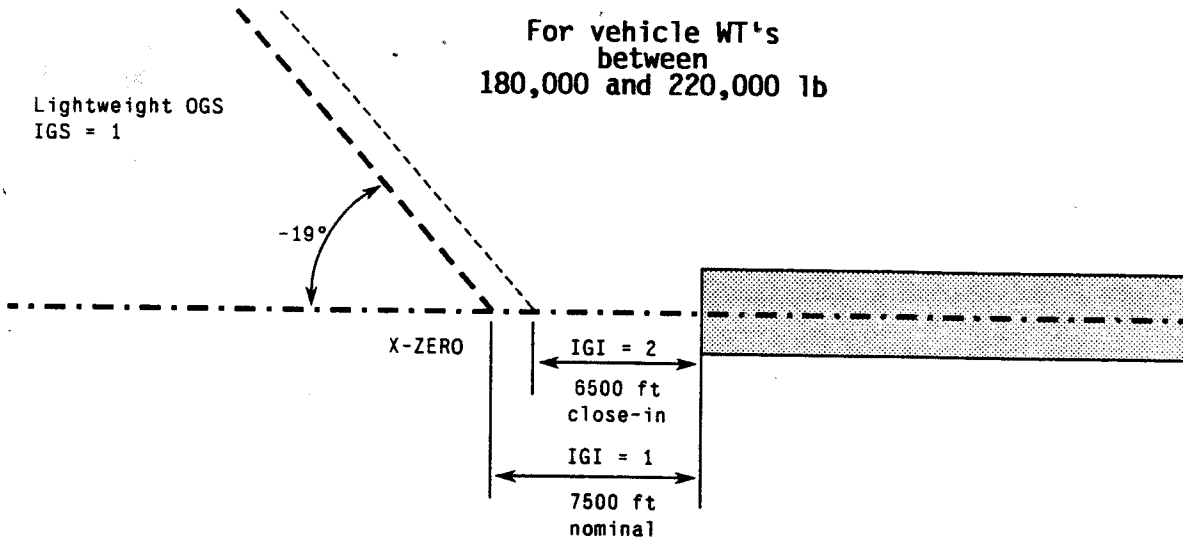 For vehicle WT's
between
180,000 and 220,000 lb
Lightweight OGS
IGS = 1
-19°
X-ZERO
IGI = 2
6500 ft
close-in
IGI = 1
7500 ft
nominal